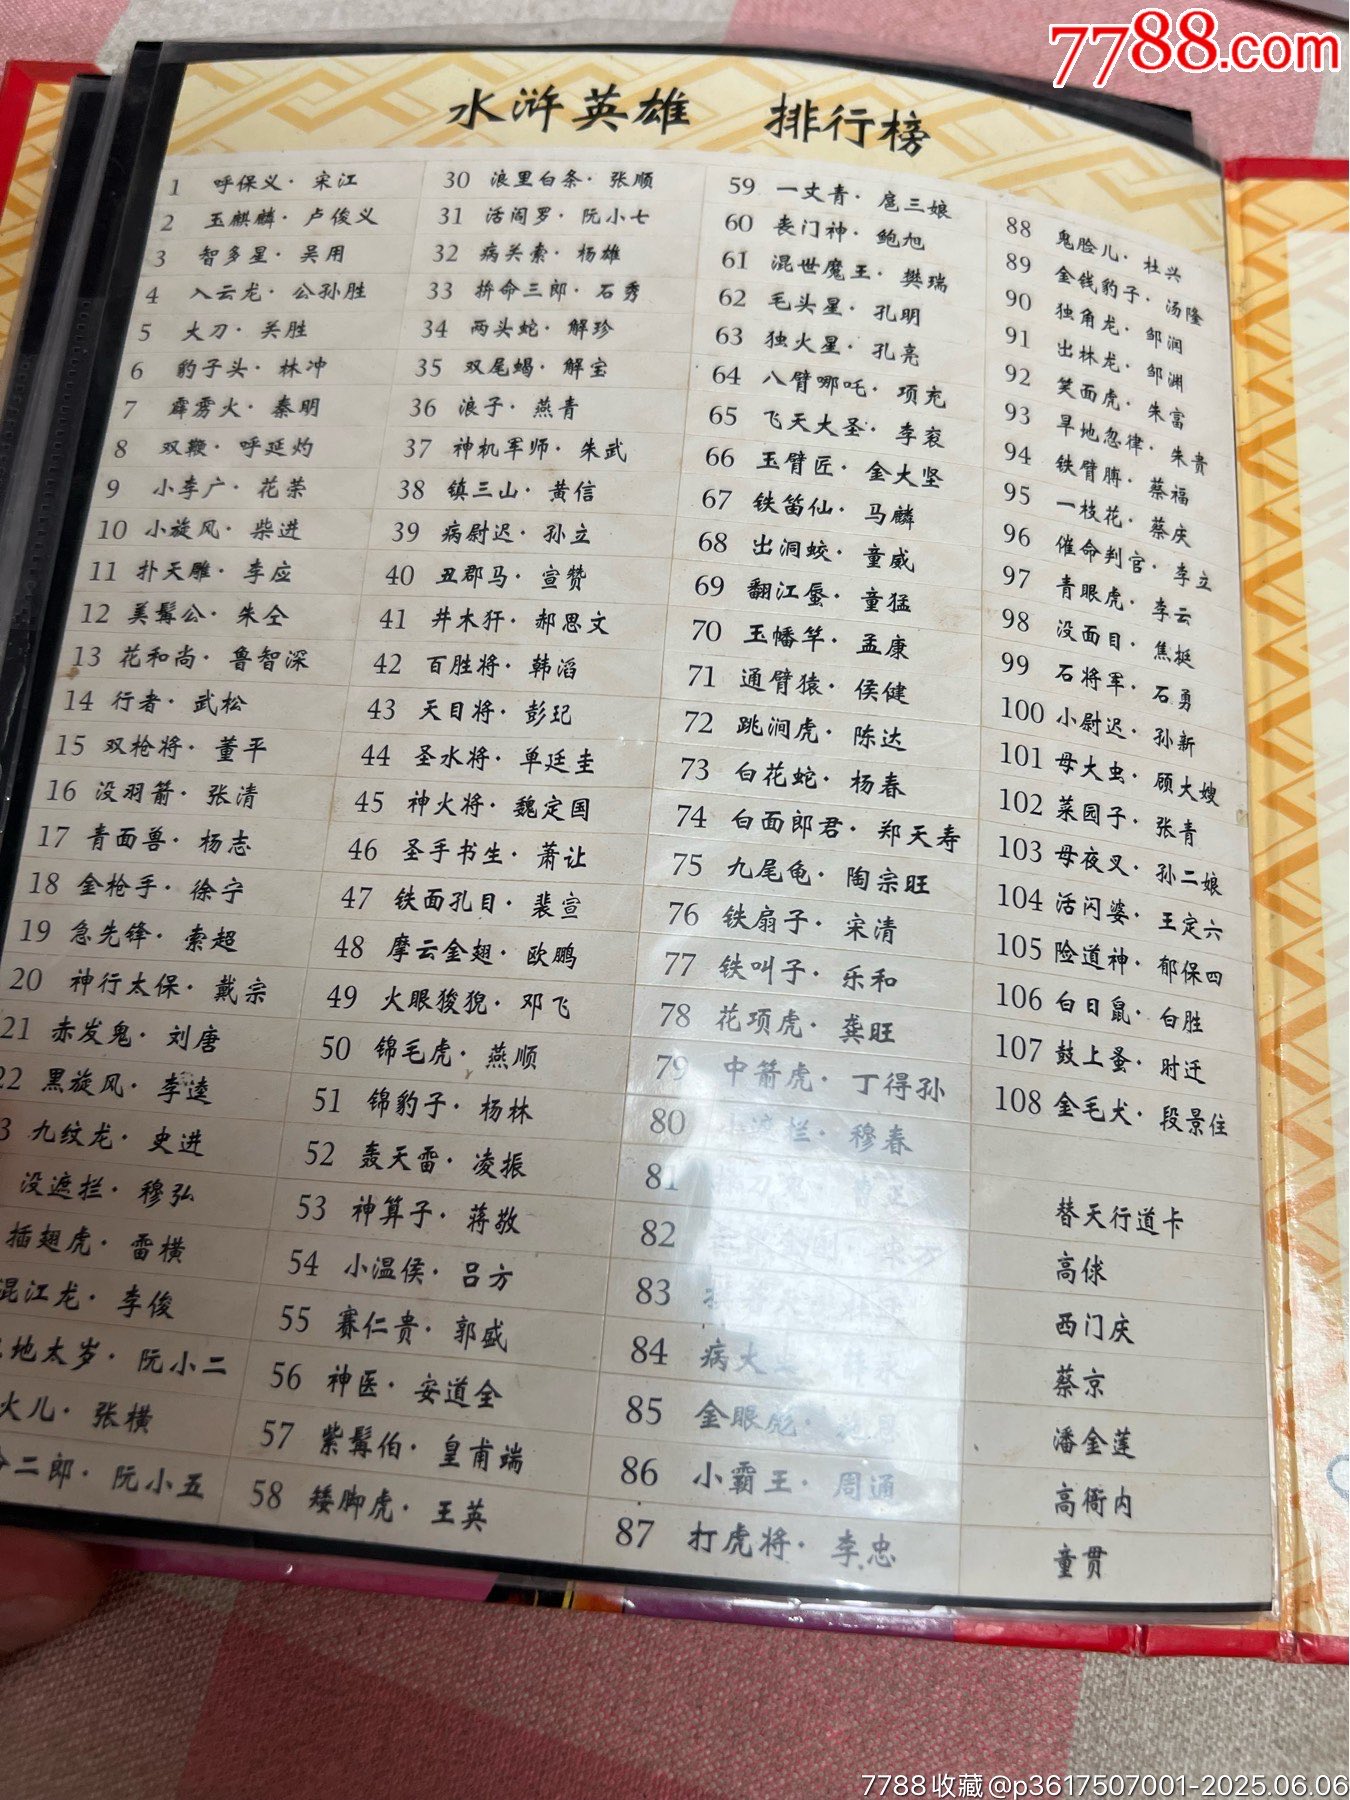 7788.com
水浒英雄 排行榜
1 呼保义·宋江
2 玉麒麟·卢俊义
3 智多星·吴用
4 入云龙·公孙胜
5 大刀·关胜
6 豹子头·林冲
7 霹雳火·秦明
8 双鞭·呼延灼
9 小李广·花荣
10 小旋风·柴进
11 扑天雕·李应
12 美髯公·朱仝
13 花和尚·鲁智深
14 行者·武松
15 双枪将·董平
16 没羽箭·张清
17 青面兽·杨志
18 金枪手·徐宁
19 急先锋·索超
20 神行太保·戴宗
21 赤发鬼·刘唐
22 黑旋风·李逵
3 九纹龙·史进
没遮拦·穆弘
插翅虎·雷横
混江龙·李俊
地太岁·阮小二
火儿·张横
二郎·阮小五
30 浪里白条·张顺
31 活阎罗·阮小七
32 病关索·杨雄
33 拚命三郎·石秀
34 两头蛇·解珍
35 双尾蝎·解宝
36 浪子·燕青
37 神机军师·朱武
38 镇三山·黄信
39 病尉迟·孙立
40 丑郡马·宣赞
41 井木犴·郝思文
42 百胜将·韩滔
43 天目将·彭玘
44 圣水将·单廷圭
45 神火将·魏定国
46 圣手书生·萧让
47 铁面孔目·裴宣
48 摩云金翅·欧鹏
49 火眼狻猊·邓飞
50 锦毛虎·燕顺
51 锦豹子·杨林
52 轰天雷·凌振
53 神算子·蒋敬
54 小温侯·吕方
55 赛仁贵·郭盛
56 神医·安道全
57 紫髯伯·皇甫端
58 矮脚虎·王英
59 一丈青·扈三娘
60 丧门神·鲍旭
61 混世魔王·樊瑞
62 毛头星·孔明
63 独火星·孔亮
64 八臂哪吒·项充
65 飞天大圣·李衮
66 玉臂匠·金大坚
67 铁笛仙·马麟
68 出洞蛟·童威
69 翻江蜃·童猛
70 玉幡竿·孟康
71 通臂猿·侯健
72 跳涧虎·陈达
73 白花蛇·杨春
74 白面郎君·郑天寿
75 九尾龟·陶宗旺
76 铁扇子·宋清
77 铁叫子·乐和
78 花项虎·龚旺
79 中箭虎·丁得孙
80 小遮拦·穆春
81
82
83
84 病大
85 金眼彪·施恩
86 小霸王·周通
87 打虎将·李忠
88 鬼脸儿·杜兴
89 金钱豹子·汤隆
90 独角龙·邹润
91 出林龙·邹渊
92 笑面虎·朱富
93 旱地忽律·朱贵
94 铁臂膊·蔡福
95 一枝花·蔡庆
96 催命判官·李立
97 青眼虎·李云
98 没面目·焦挺
99 石将军·石勇
100 小尉迟·孙新
101 母大虫·顾大嫂
102 菜园子·张青
103 母夜叉·孙二娘
104 活闪婆·王定六
105 险道神·郁保四
106 白日鼠·白胜
107 鼓上蚤·时迁
108 金毛犬·段景住
替天行道卡
高俅
西门庆
蔡京
潘金莲
高衙内
童贯
7788收藏@p3617507001-2025.06.06